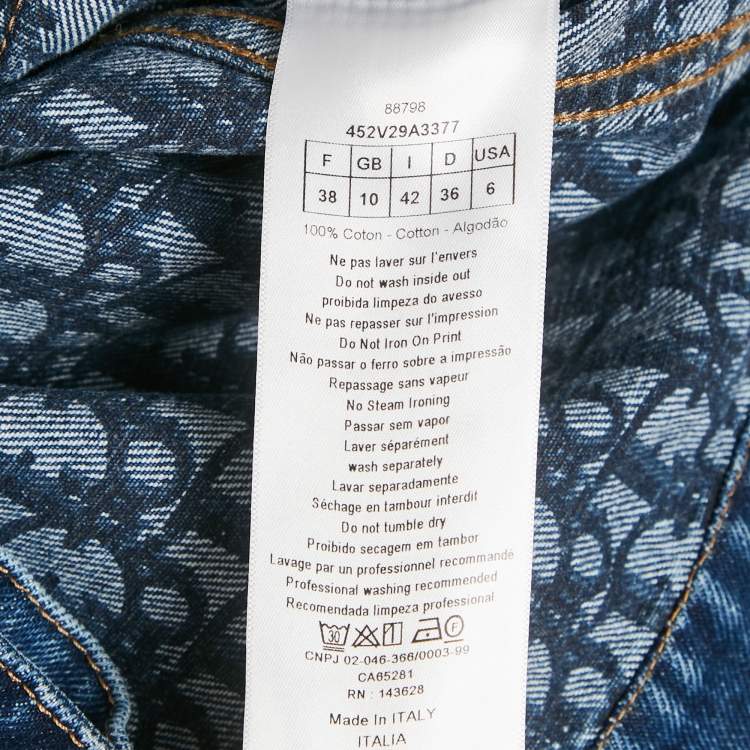 88798
452V29A3377
F GB I D USA
38 10 42 36 6
100% Coton - Cotton - Algodão
Ne pas laver sur l'envers
Do not wash inside out
proibida limpeza do avesso
Ne pas repasser sur l'impression
Do Not Iron On Print
Não passar o ferro sobre a impressão
Repassage sans vapeur
No Steam Ironing
Passar sem vapor
Laver séparément
wash separately
Lavar separadamente
Séchage en tambour interdit
Do not tumble dry
Proibido secagem em tambor
Lavage par un professionnel recommandé
Professional washing recommended
Recomendada limpeza professional
30 F
CNPJ 02-046-366/0003-99
CA65281
RN : 143628
Made In ITALY
ITALIA